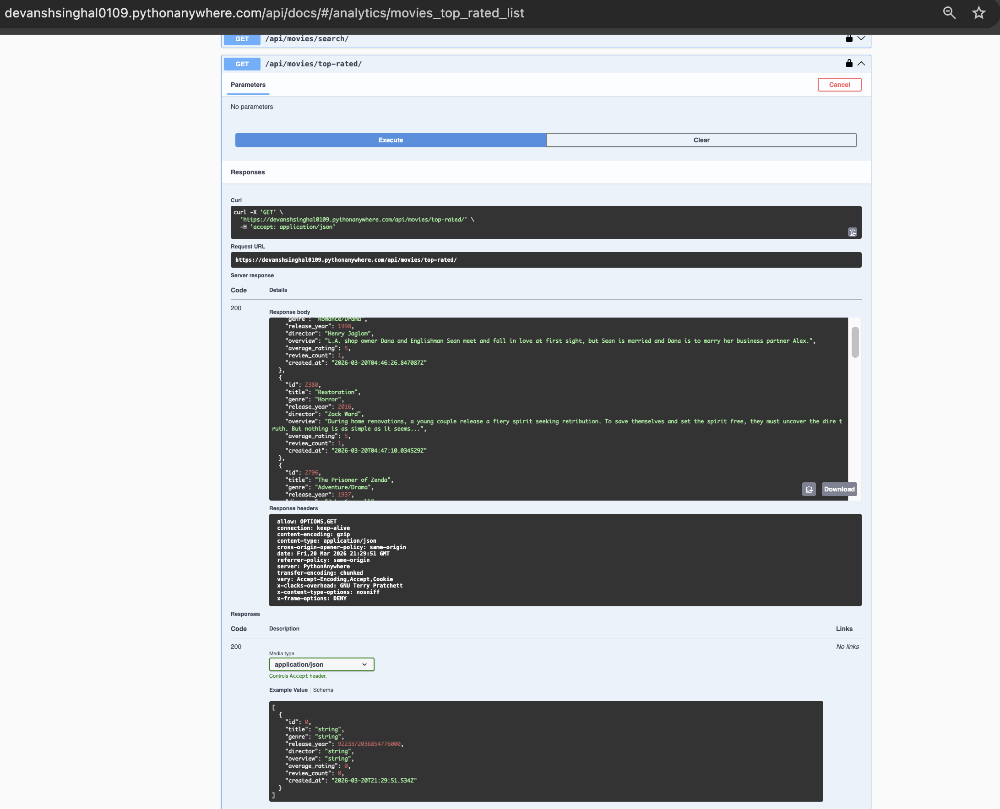 devanshsinghal0109.pythonanywhere.com/api/docs/#/analytics/movies_top_rated_list
GET /api/movies/search/
GET /api/movies/top-rated/
Parameters
Cancel
No parameters
Execute
Clear
Responses
Curl
curl -X 'GET' \
  'https://devanshsinghal0109.pythonanywhere.com/api/movies/top-rated/' \
  -H 'accept: application/json'
Request URL
https://devanshsinghal0109.pythonanywhere.com/api/movies/top-rated/
Server response
Code Details
200
Response body
    "genre": "Romance/Drama",
    "release_year": 1998,
    "director": "Henry Jaglom",
    "overview": "L.A. shop owner Dana and Englishman Sean meet and fall in love at first sight, but Sean is married and Dana is to marry her business partner Alex.",
    "average_rating": 5,
    "review_count": 1,
    "created_at": "2026-03-20T04:46:26.847087Z"
  },
  {
    "id": 2380,
    "title": "Restoration",
    "genre": "Horror",
    "release_year": 2016,
    "director": "Zack Ward",
    "overview": "During home renovations, a young couple release a fiery spirit seeking retribution. To save themselves and set the spirit free, they must uncover the dire t
ruth. But nothing is as simple as it seems...",
    "average_rating": 5,
    "review_count": 1,
    "created_at": "2026-03-20T04:47:10.034529Z"
  },
  {
    "id": 2796,
    "title": "The Prisoner of Zenda",
    "genre": "Adventure/Drama",
    "release_year": 1937,
Download
Response headers
allow: OPTIONS,GET
connection: keep-alive
content-encoding: gzip
content-type: application/json
cross-origin-opener-policy: same-origin
date: Fri,20 Mar 2026 21:29:51 GMT
referrer-policy: same-origin
server: PythonAnywhere
transfer-encoding: chunked
vary: Accept-Encoding,Accept,Cookie
x-clacks-overhead: GNU Terry Pratchett
x-content-type-options: nosniff
x-frame-options: DENY
Responses
Code Description Links
200 No links
Media type
application/json
Controls Accept header.
Example Value Schema
[
  {
    "id": 0,
    "title": "string",
    "genre": "string",
    "release_year": 9223372036854776000,
    "director": "string",
    "overview": "string",
    "average_rating": 0,
    "review_count": 0,
    "created_at": "2026-03-20T21:29:51.534Z"
  }
]